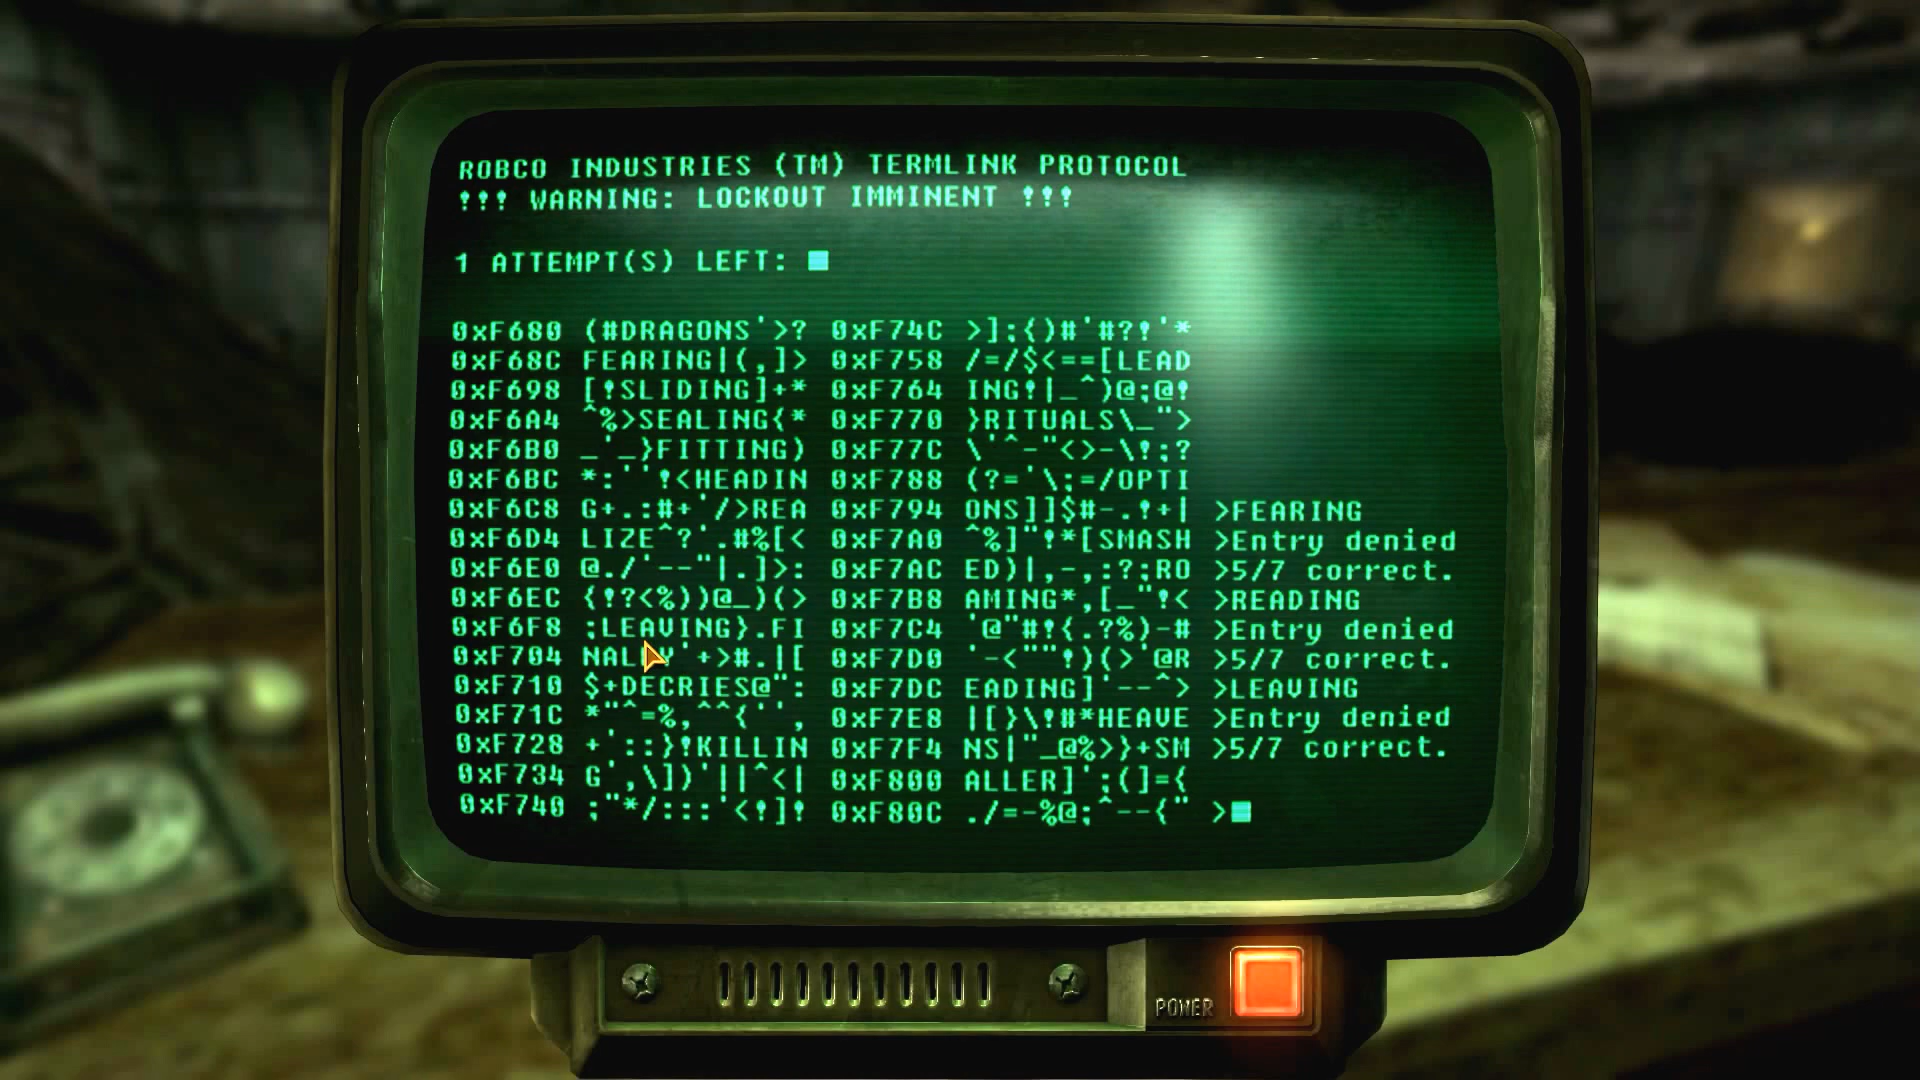 ROBCO INDUSTRIES (TM) TERMLINK PROTOCOL
!!! WARNING: LOCKOUT IMMINENT !!!
1 ATTEMPT(S) LEFT:
0xF680 (#DRAGONS'>? 0xF74C >];{)#'#?!'*
0xF68C FEARING|(,]> 0xF758 /=/$<==[LEAD
0xF698 [!SLIDING]+* 0xF764 ING!|_^)@;@!
0xF6A4 ^%>SEALING{* 0xF770 }RITUALS\_">
0xF6B0 _'_}FITTING) 0xF77C \'^-"<>-\!;?
0xF6BC *:''!<HEADIN 0xF788 (?='\;=/OPTI
0xF6C8 G+.:#+'/>REA 0xF794 ONS]]$#-.!+| >FEARING
0xF6D4 LIZE^?'.#%[< 0xF7A0 ^%]"!*[SMASH >Entry denied
0xF6E0 @./'--"|.]>: 0xF7AC ED)|,-,:?;RO >5/7 correct.
0xF6EC {!?<%))@_)(> 0xF7B8 AMING*,[_"!< >READING
0xF6F8 ;LEAVING}.FI 0xF7C4 '@"#!{.?%)-# >Entry denied
0xF704 NALLY'+>#.|[ 0xF7D0 '-<""!)(>'@R >5/7 correct.
0xF710 $+DECRIES@": 0xF7DC EADING]'--^> >LEAVING
0xF71C *"^=%,^^{'', 0xF7E8 |[}\!#*HEAVE >Entry denied
0xF728 +'::}!KILLIN 0xF7F4 NS|"_@%>}+SM >5/7 correct.
0xF734 G',\])'||^<| 0xF800 ALLER]';(]={
0xF740 ;"*/:::'<!]! 0xF80C ./=-%@;^--{" >
POWER